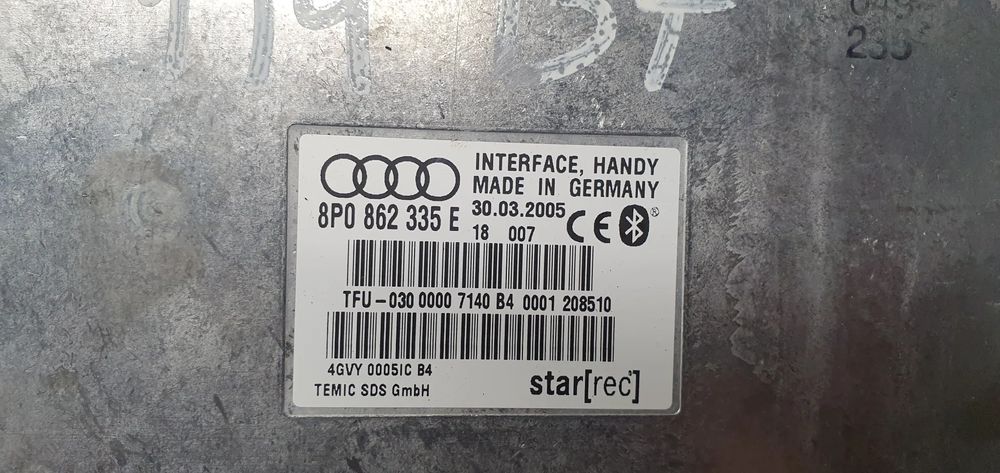 INTERFACE, HANDY
MADE IN GERMANY
8P0 862 335 E
30.03.2005
18 007
CE
TFU-030 0000 7140 B4 0001 208510
4GVY 0005IC B4
TEMIC SDS GmbH
star[rec]